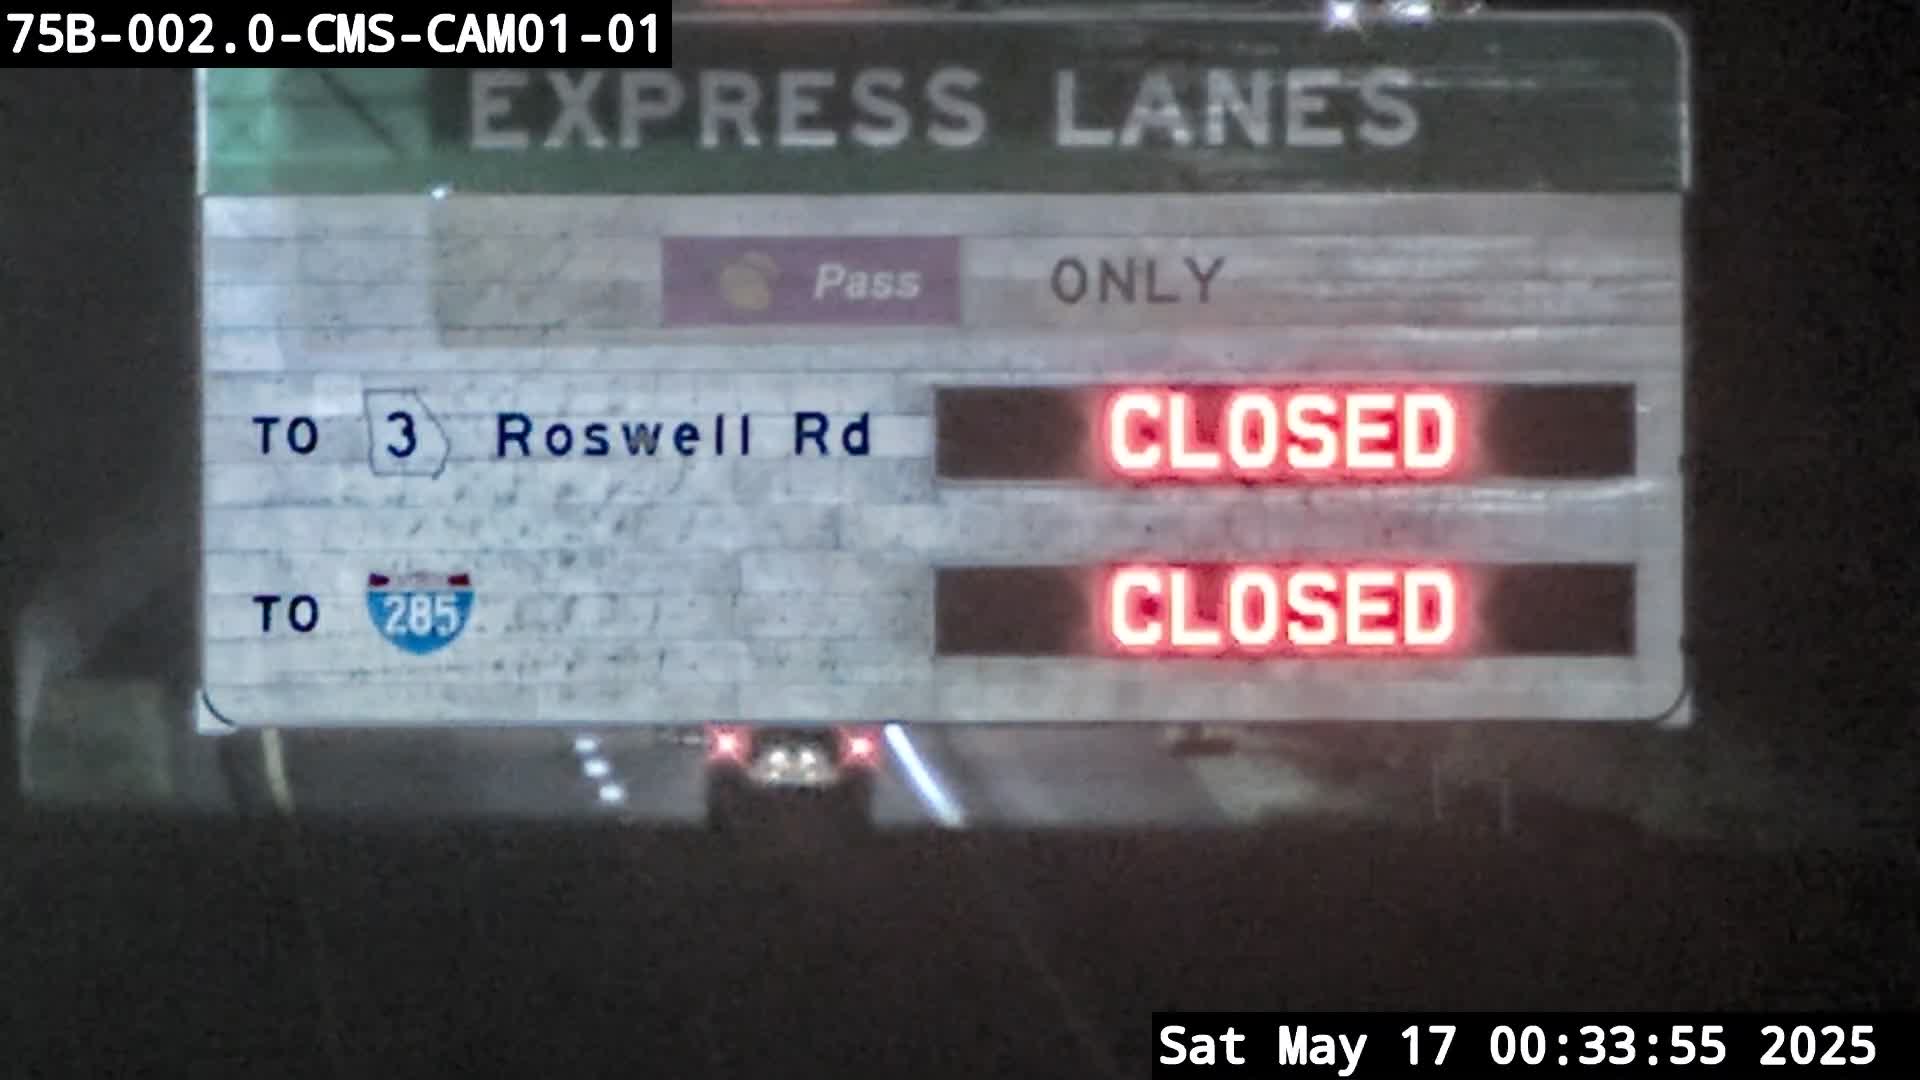 75B-002.0-CMS-CAM01-01
EXPRESS LANES
Pass ONLY
TO 3 Roswell Rd CLOSED
TO 285 CLOSED
Sat May 17 00:33:55 2025